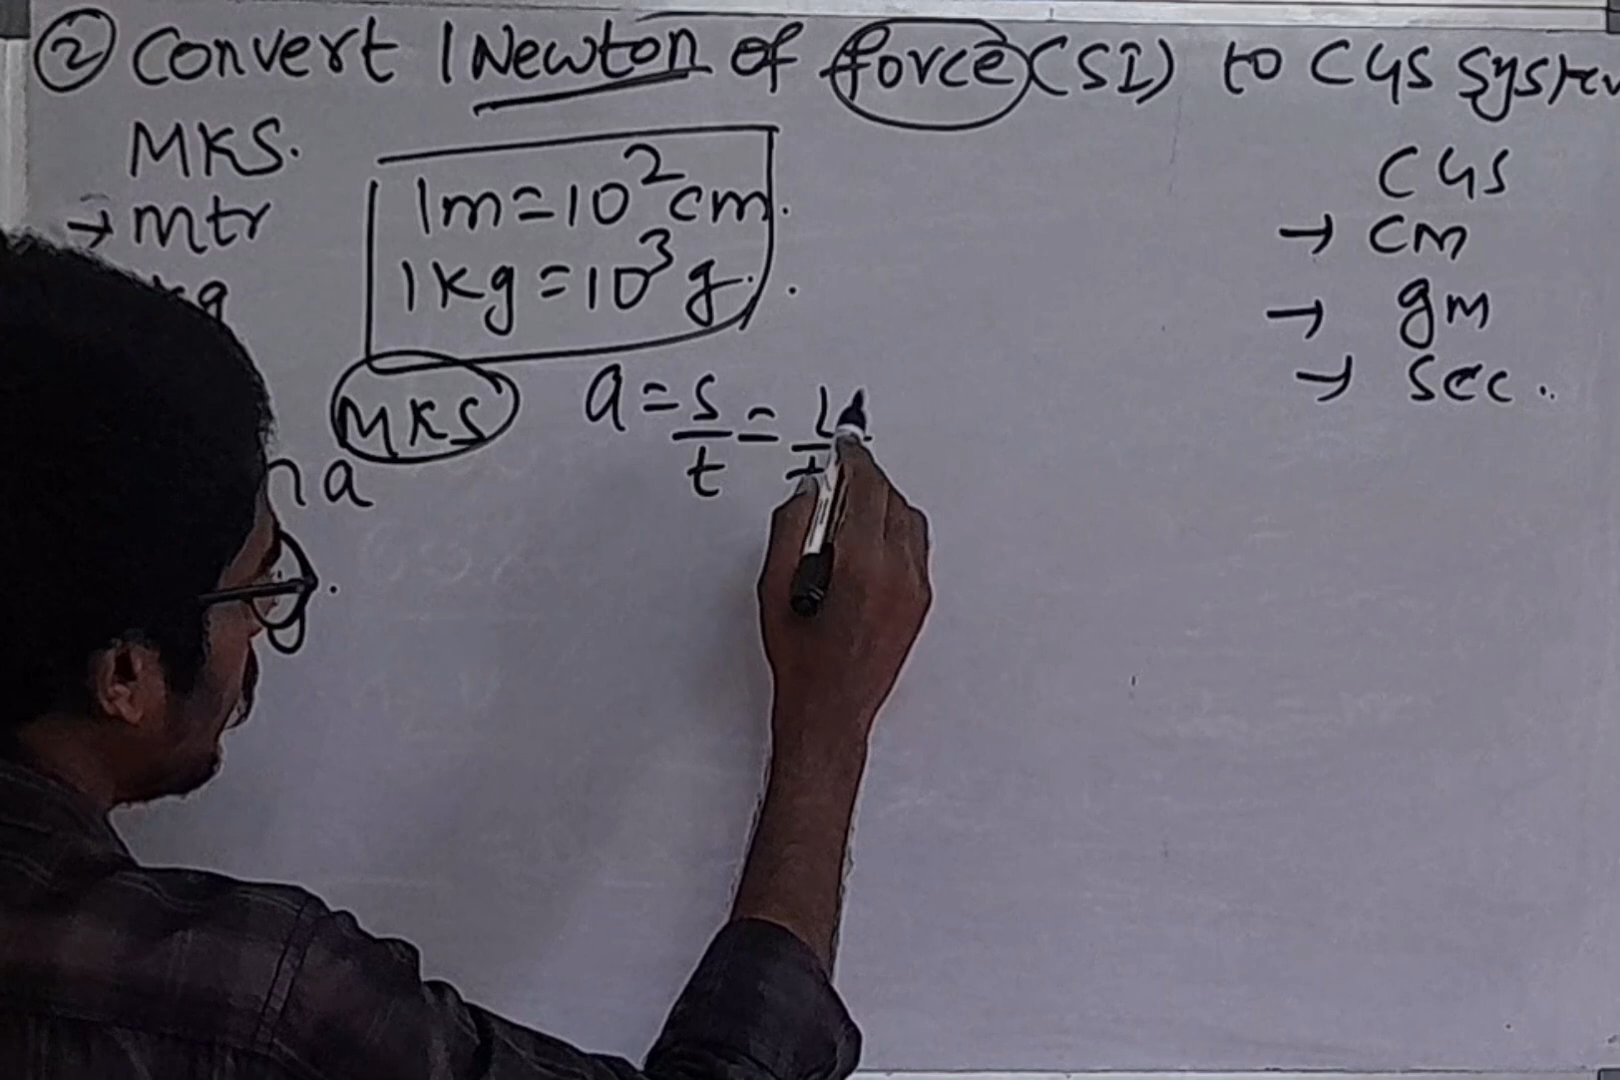 ② Convert 1 Newton of force (SI) to CGS
MKS.
→ mtr
1m = 10² cm.
1kg = 10³ g.
CGS
→ cm
→ gm
→ sec.
MKS
a = s/t =